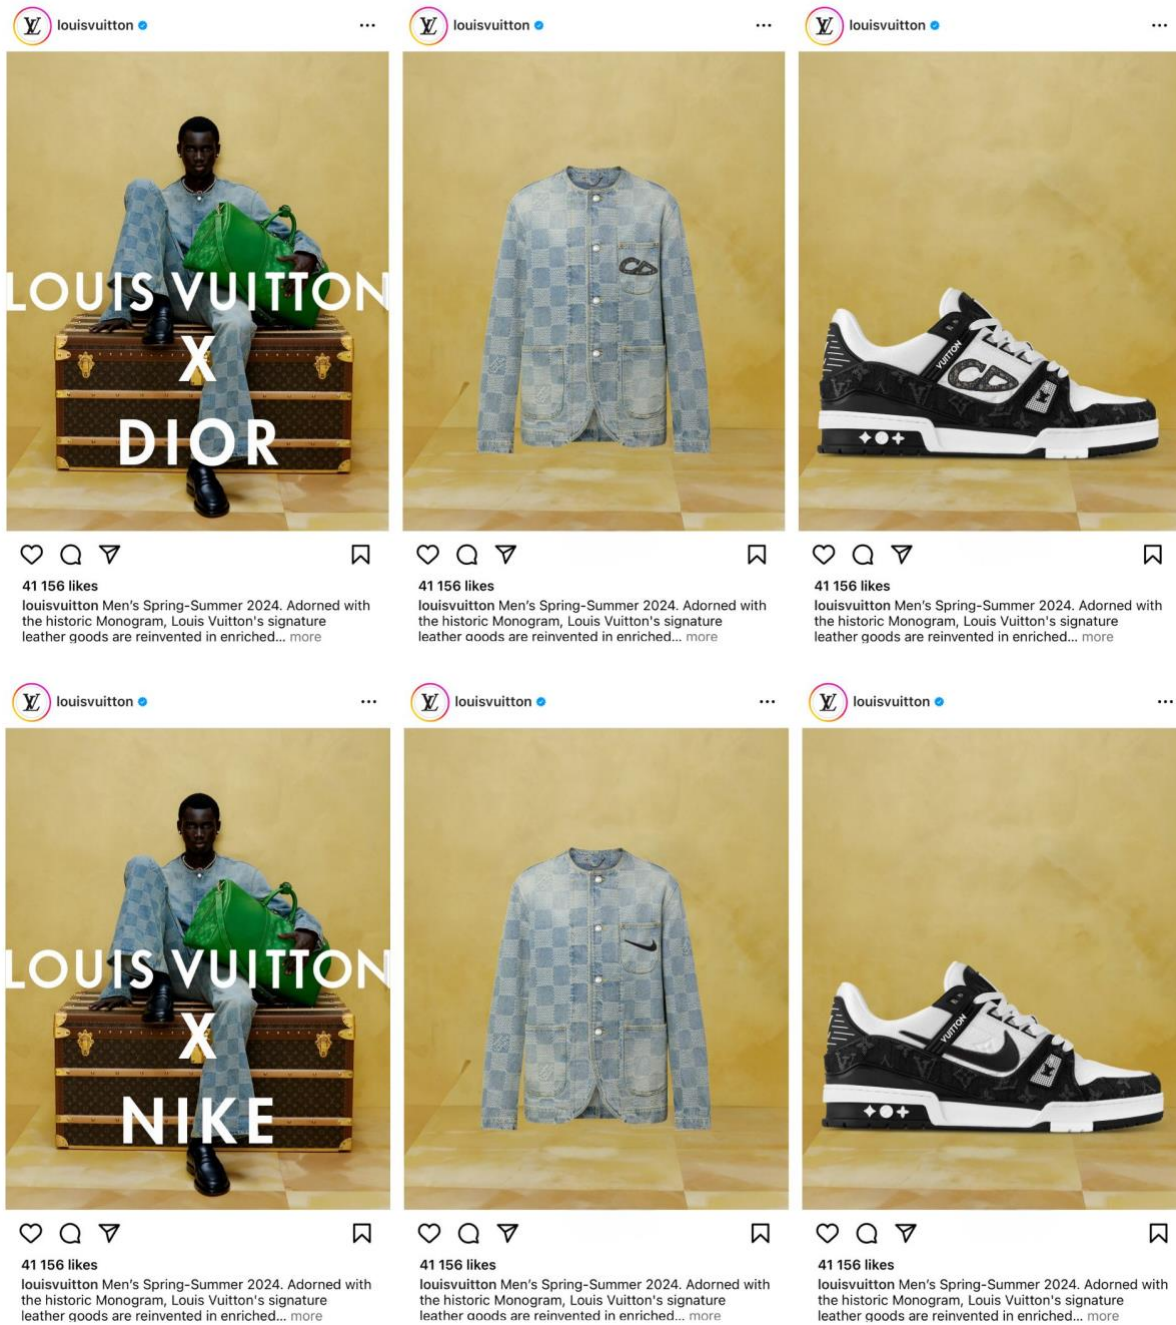 louisvuitton
louisvuitton
louisvuitton
LOUIS VUITTON
X
DIOR
CD
VUITTON
CD
41 156 likes
louisvuitton Men's Spring-Summer 2024. Adorned with
the historic Monogram, Louis Vuitton's signature
leather goods are reinvented in enriched... more
41 156 likes
louisvuitton Men's Spring-Summer 2024. Adorned with
the historic Monogram, Louis Vuitton's signature
leather goods are reinvented in enriched... more
41 156 likes
louisvuitton Men's Spring-Summer 2024. Adorned with
the historic Monogram, Louis Vuitton's signature
leather goods are reinvented in enriched... more
louisvuitton
louisvuitton
louisvuitton
LOUIS VUITTON
X
NIKE
VUITTON
41 156 likes
louisvuitton Men's Spring-Summer 2024. Adorned with
the historic Monogram, Louis Vuitton's signature
leather goods are reinvented in enriched... more
41 156 likes
louisvuitton Men's Spring-Summer 2024. Adorned with
the historic Monogram, Louis Vuitton's signature
leather goods are reinvented in enriched... more
41 156 likes
louisvuitton Men's Spring-Summer 2024. Adorned with
the historic Monogram, Louis Vuitton's signature
leather goods are reinvented in enriched... more